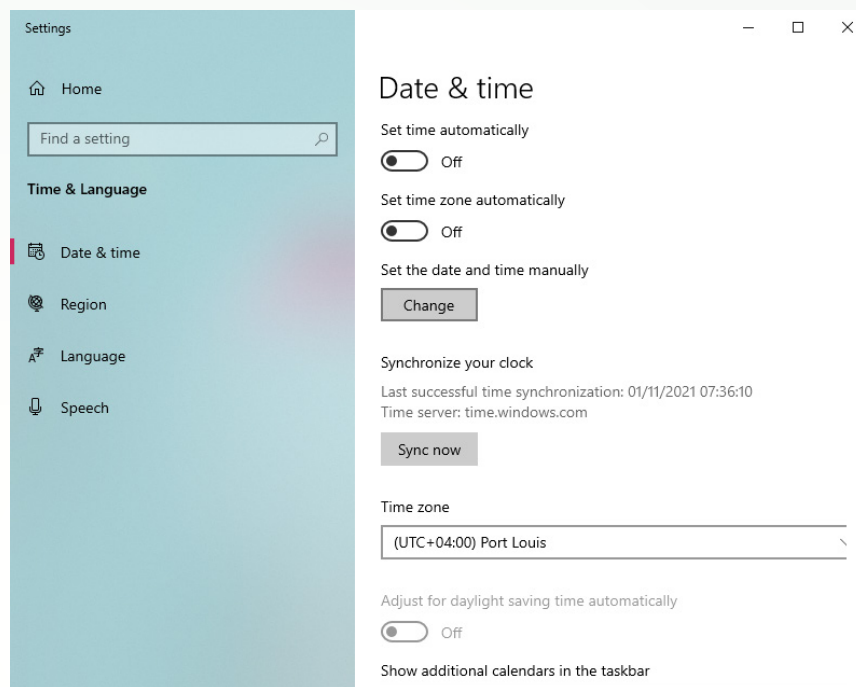 Settings
Home
Find a setting
Time & Language
Date & time
Region
Language
Speech
Date & time
Set time automatically
Off
Set time zone automatically
Off
Set the date and time manually
Change
Synchronize your clock
Last successful time synchronization: 01/11/2021 07:36:10
Time server: time.windows.com
Sync now
Time zone
(UTC+04:00) Port Louis
Adjust for daylight saving time automatically
Off
Show additional calendars in the taskbar